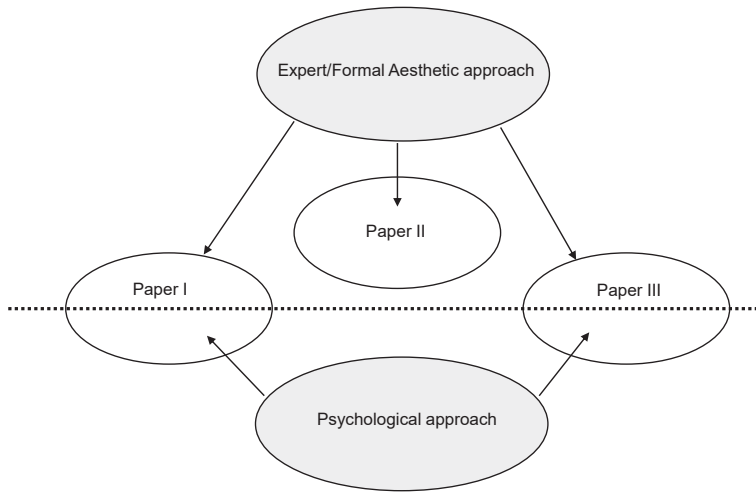 Expert/Formal Aesthetic approach
Paper II
Paper I
Paper III
Psychological approach